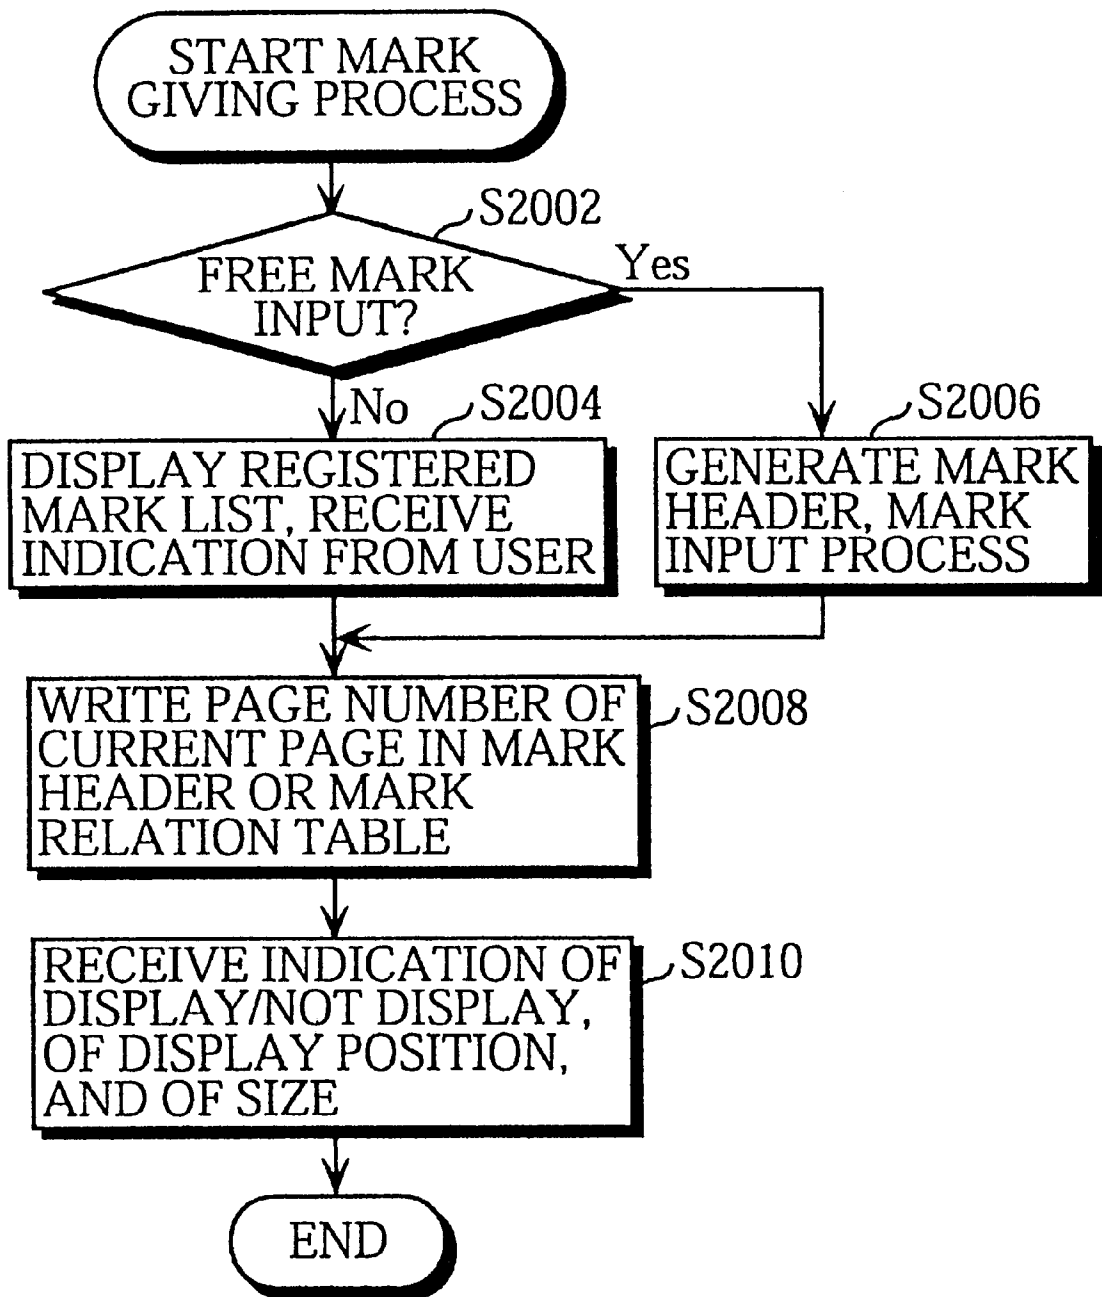 START MARK
GIVING PROCESS
S2002
FREE MARK
INPUT?
Yes
No
S2004
DISPLAY REGISTERED
MARK LIST, RECEIVE
INDICATION FROM USER
S2006
GENERATE MARK
HEADER, MARK
INPUT PROCESS
WRITE PAGE NUMBER OF
CURRENT PAGE IN MARK
HEADER OR MARK
RELATION TABLE
S2008
RECEIVE INDICATION OF
DISPLAY/NOT DISPLAY,
OF DISPLAY POSITION,
AND OF SIZE
S2010
END